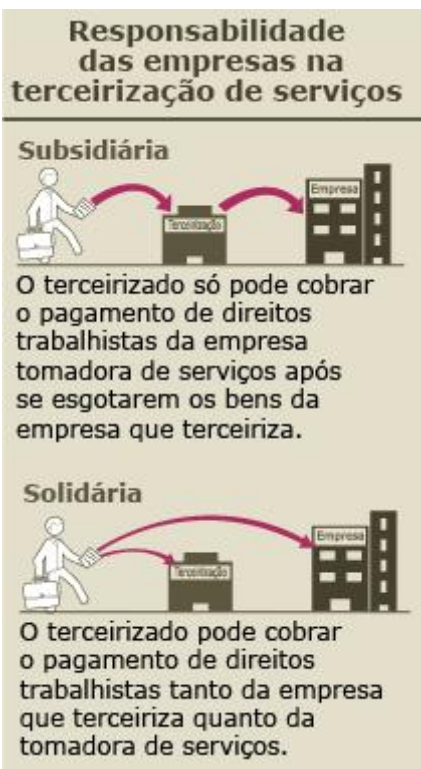 Responsabilidade
das empresas na
terceirização de serviços
Subsidiária
Empresa
Terceirização
O terceirizado só pode cobrar
o pagamento de direitos
trabalhistas da empresa
tomadora de serviços após
se esgotarem os bens da
empresa que terceiriza.
Solidária
Empresa
Terceirização
O terceirizado pode cobrar
o pagamento de direitos
trabalhistas tanto da empresa
que terceiriza quanto da
tomadora de serviços.